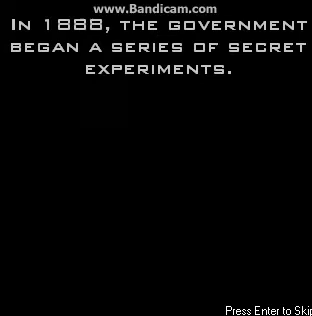 www.Bandicam.com
In 1888, the government
began a series of secret
experiments.
Press Enter to Skip